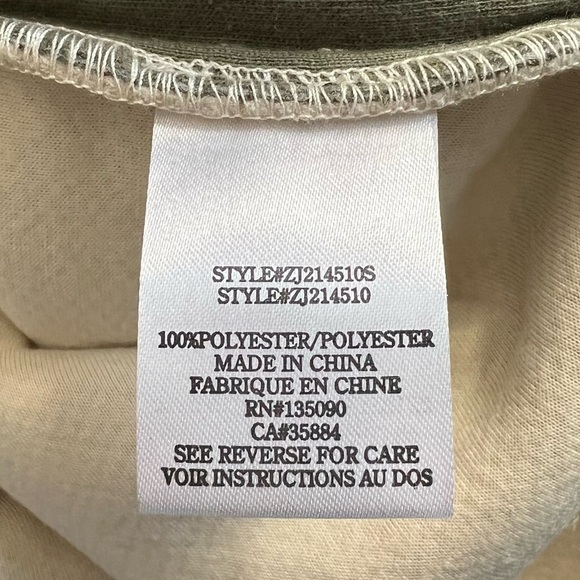 STYLE#ZJ214510S
STYLE#ZJ214510
100%POLYESTER/POLYESTER
MADE IN CHINA
FABRIQUE EN CHINE
RN#135090
CA#35884
SEE REVERSE FOR CARE
VOIR INSTRUCTIONS AU DOS